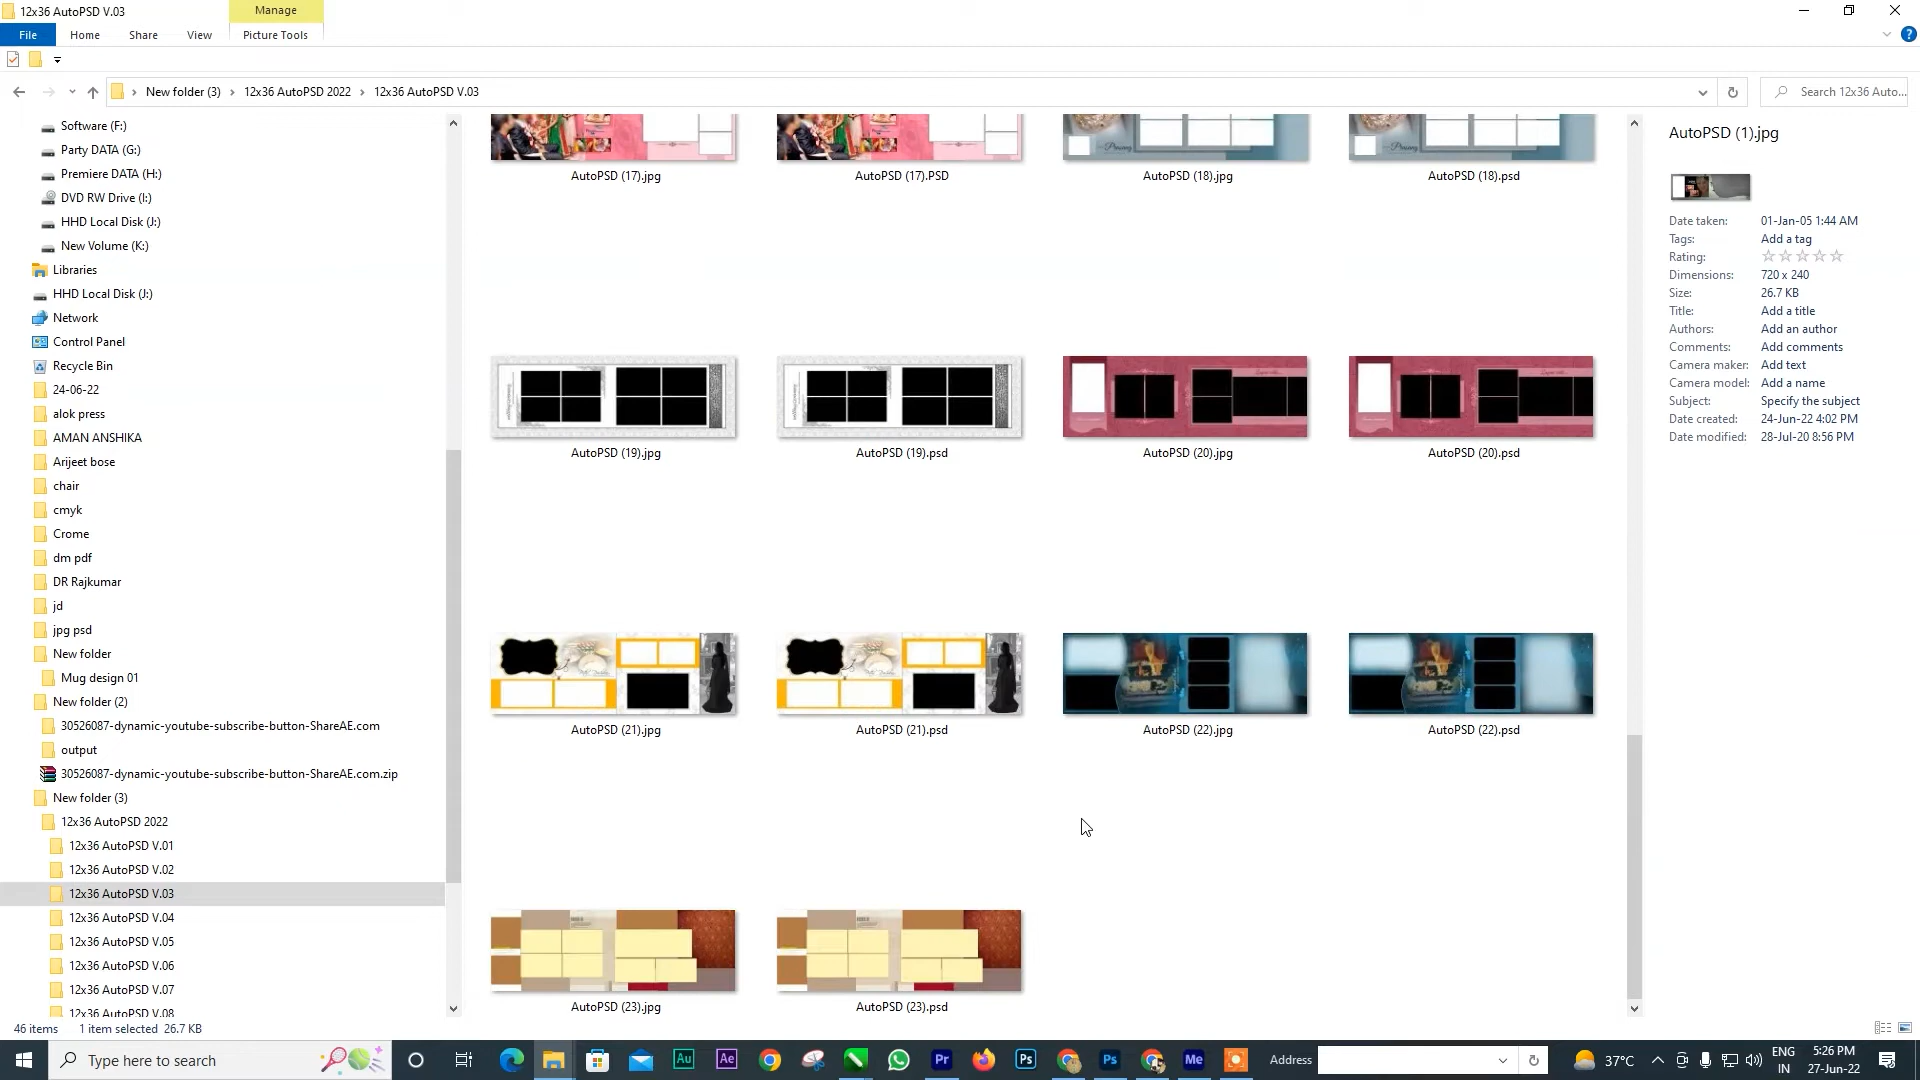 12x36 AutoPSD V.03
Manage
File
Home
Share
View
Picture Tools
New folder (3) › 12x36 AutoPSD 2022 › 12x36 AutoPSD V.03
Search 12x36 Auto...
Software (F:)
Party DATA (G:)
Premiere DATA (H:)
DVD RW Drive (I:)
HHD Local Disk (J:)
New Volume (K:)
Libraries
HHD Local Disk (J:)
Network
Control Panel
Recycle Bin
24-06-22
alok press
AMAN ANSHIKA
Arijeet bose
chair
cmyk
Crome
dm pdf
DR Rajkumar
jd
jpg psd
New folder
Mug design 01
New folder (2)
30526087-dynamic-youtube-subscribe-button-ShareAE.com
output
30526087-dynamic-youtube-subscribe-button-ShareAE.com.zip
New folder (3)
12x36 AutoPSD 2022
12x36 AutoPSD V.01
12x36 AutoPSD V.02
12x36 AutoPSD V.03
12x36 AutoPSD V.04
12x36 AutoPSD V.05
12x36 AutoPSD V.06
12x36 AutoPSD V.07
12x36 AutoPSD V.08
AutoPSD (17).jpg
AutoPSD (17).PSD
AutoPSD (18).jpg
AutoPSD (18).psd
AutoPSD (19).jpg
AutoPSD (19).psd
AutoPSD (20).jpg
AutoPSD (20).psd
AutoPSD (21).jpg
AutoPSD (21).psd
AutoPSD (22).jpg
AutoPSD (22).psd
AutoPSD (23).jpg
AutoPSD (23).psd
AutoPSD (1).jpg
Date taken: 01-Jan-05 1:44 AM
Tags: Add a tag
Rating:
Dimensions: 720 x 240
Size: 26.7 KB
Title: Add a title
Authors: Add an author
Comments: Add comments
Camera maker: Add text
Camera model: Add a name
Subject: Specify the subject
Date created: 24-Jun-22 4:02 PM
Date modified: 28-Jul-20 8:56 PM
46 items 1 item selected 26.7 KB
Type here to search
Au
Ae
Pr
Ps
Ps
Me
Address
37°C
ENG
IN
5:26 PM
27-Jun-22